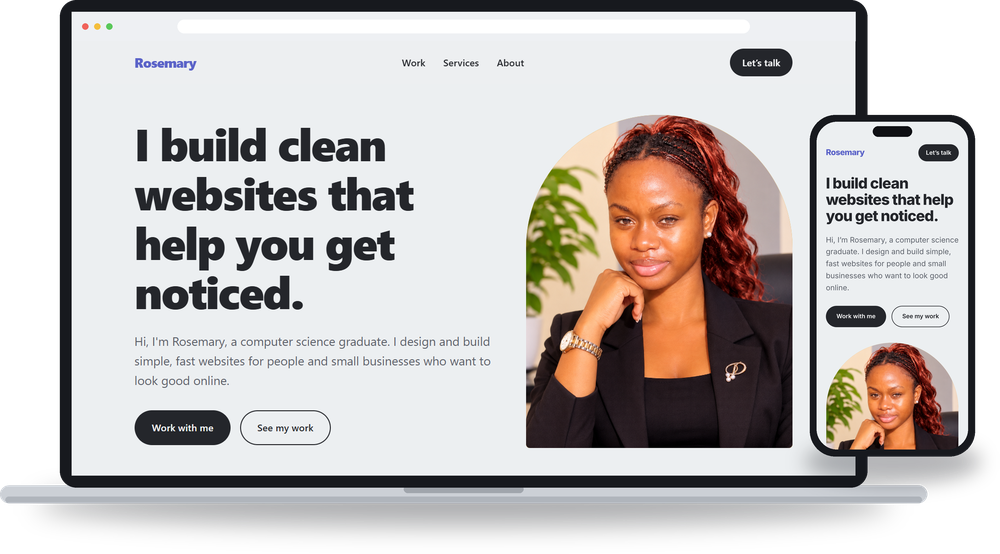 Rosemary
Work Services About
Let's talk
I build clean
websites that
help you get
noticed.
Hi, I'm Rosemary, a computer science graduate. I design and build
simple, fast websites for people and small businesses who want to
look good online.
Work with me
See my work
Rosemary
Let's talk
I build clean
websites that help
you get noticed.
Hi, I'm Rosemary, a computer science
graduate. I design and build simple,
fast websites for people and small
businesses who want to look good
online.
Work with me
See my work